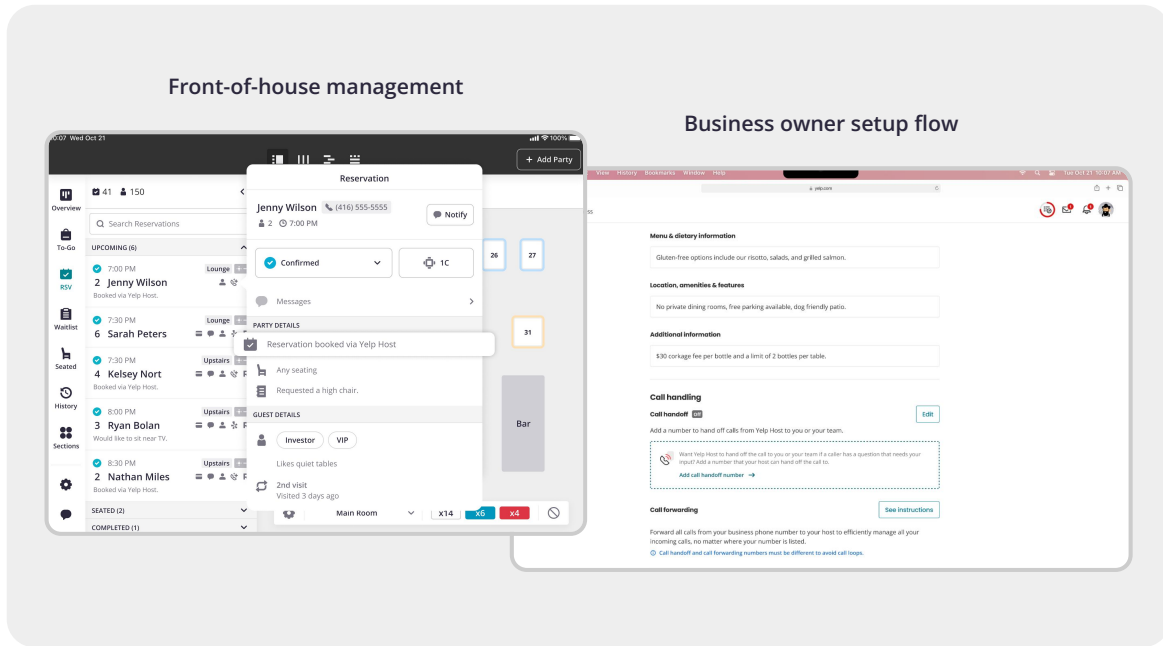 Front-of-house management
Business owner setup flow
0:07 Wed Oct 21
100%
+ Add Party
41 150
Overview
To-Go
RSV
Waitlist
Seated
History
Sections
Search Reservations
UPCOMING (6)
7:00 PM Lounge
2 Jenny Wilson
Booked via Yelp Host.
7:30 PM Lounge
6 Sarah Peters
7:30 PM Upstairs
4 Kelsey Nort
Booked via Yelp Host.
8:00 PM Upstairs
3 Ryan Bolan
Would like to sit near TV.
8:30 PM Upstairs
2 Nathan Miles
Booked via Yelp Host.
SEATED (2)
COMPLETED (1)
Reservation
Jenny Wilson (416) 555-5555
2 7:00 PM
Notify
Confirmed
1C
Messages
PARTY DETAILS
Reservation booked via Yelp Host
Any seating
Requested a high chair.
GUEST DETAILS
Investor VIP
Likes quiet tables
2nd visit
Visited 3 days ago
26 27
31
Bar
Main Room
x14 x6 x4
View History Bookmarks Window Help
Tue Oct 21 10:07 AM
yelp.com
ss
Menu & dietary information
Gluten-free options include our risotto, salads, and grilled salmon.
Location, amenities & features
No private dining rooms, free parking available, dog friendly patio.
Additional information
$30 corkage fee per bottle and a limit of 2 bottles per table.
Call handling
Call handoff Off
Edit
Add a number to hand off calls from Yelp Host to you or your team.
Want Yelp Host to hand off the call to you or your team if a caller has a question that needs your
input? Add a number that your host can hand off the call to.
Add call handoff number →
Call forwarding
See instructions
Forward all calls from your business phone number to your host to efficiently manage all your
incoming calls, no matter where your number is listed.
Call handoff and call forwarding numbers must be different to avoid call loops.